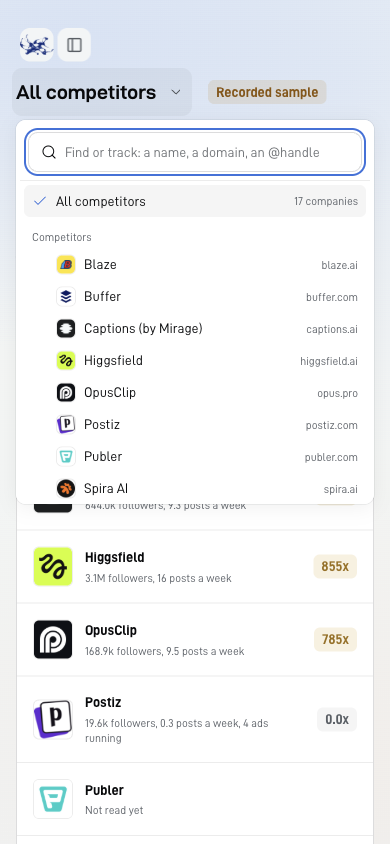 All competitors
Recorded sample
Find or track: a name, a domain, an @handle
All competitors 17 companies
Competitors
Blaze blaze.ai
Buffer buffer.com
Captions (by Mirage) captions.ai
Higgsfield higgsfield.ai
OpusClip opus.pro
Postiz postiz.com
Publer publer.com
Spira AI spira.ai
644.0k followers, 9.3 posts a week
Higgsfield
3.1M followers, 16 posts a week
855x
OpusClip
168.9k followers, 9.5 posts a week
785x
Postiz
19.6k followers, 0.3 posts a week, 4 ads
running
0.0x
Publer
Not read yet